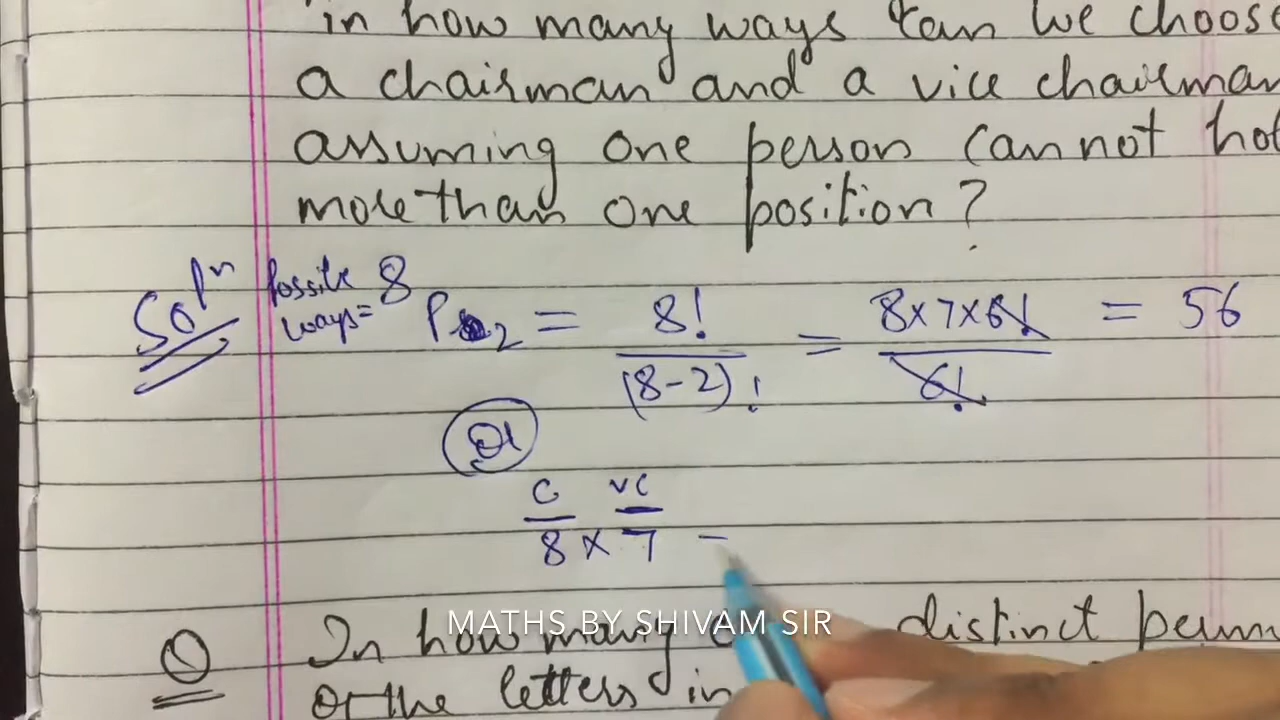 in how many ways can we choose
a chairman and a vice chairman
assuming one person cannot hol
more than one position?
Solⁿ Possible ways = ⁸P₂ = 8!/(8-2)! = 8×7×6!/6! = 56
Or
C VC
8 × 7 =
MATHS BY SHIVAM SIR
Q In how many distinct perm
of the letters in